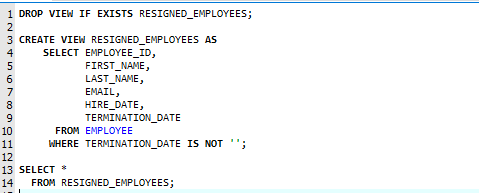 1 DROP VIEW IF EXISTS RESIGNED_EMPLOYEES;
2
3 CREATE VIEW RESIGNED_EMPLOYEES AS
4 SELECT EMPLOYEE_ID,
5 FIRST_NAME,
6 LAST_NAME,
7 EMAIL,
8 HIRE_DATE,
9 TERMINATION_DATE
10 FROM EMPLOYEE
11 WHERE TERMINATION_DATE IS NOT '';
12
13 SELECT *
14 FROM RESIGNED_EMPLOYEES;